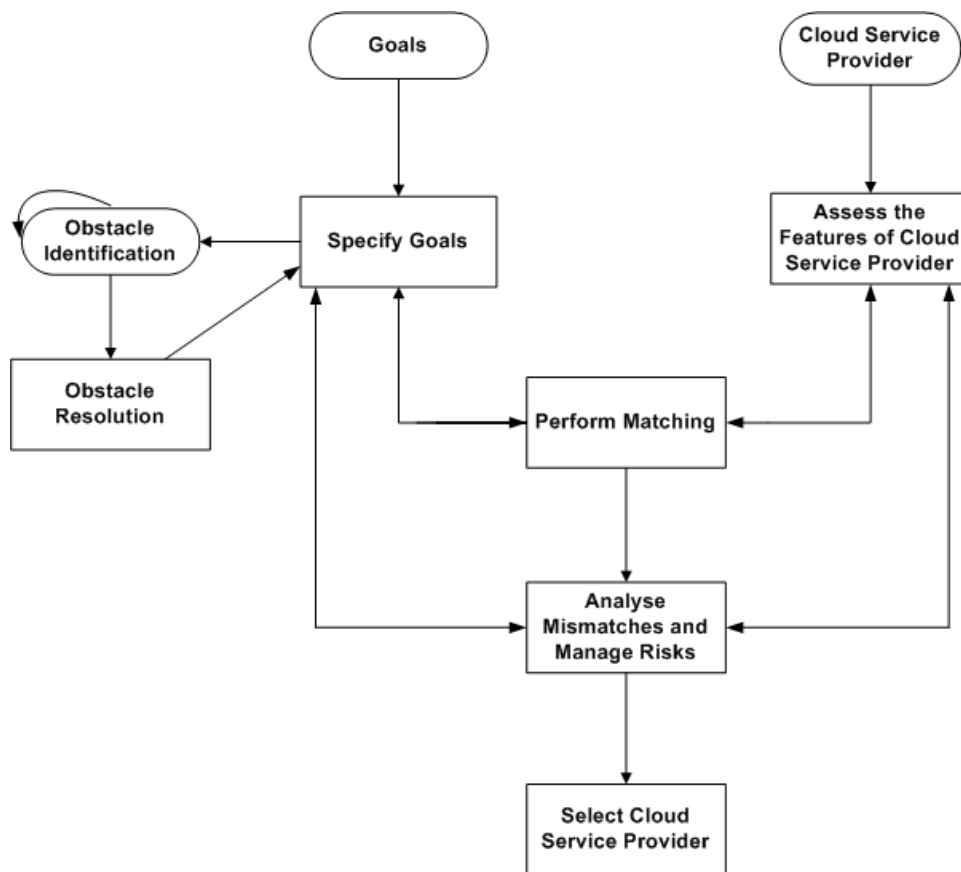 Goals
Cloud Service
Provider
Obstacle
Identification
Specify Goals
Assess the
Features of Cloud
Service Provider
Obstacle
Resolution
Perform Matching
Analyse
Mismatches and
Manage Risks
Select Cloud
Service Provider